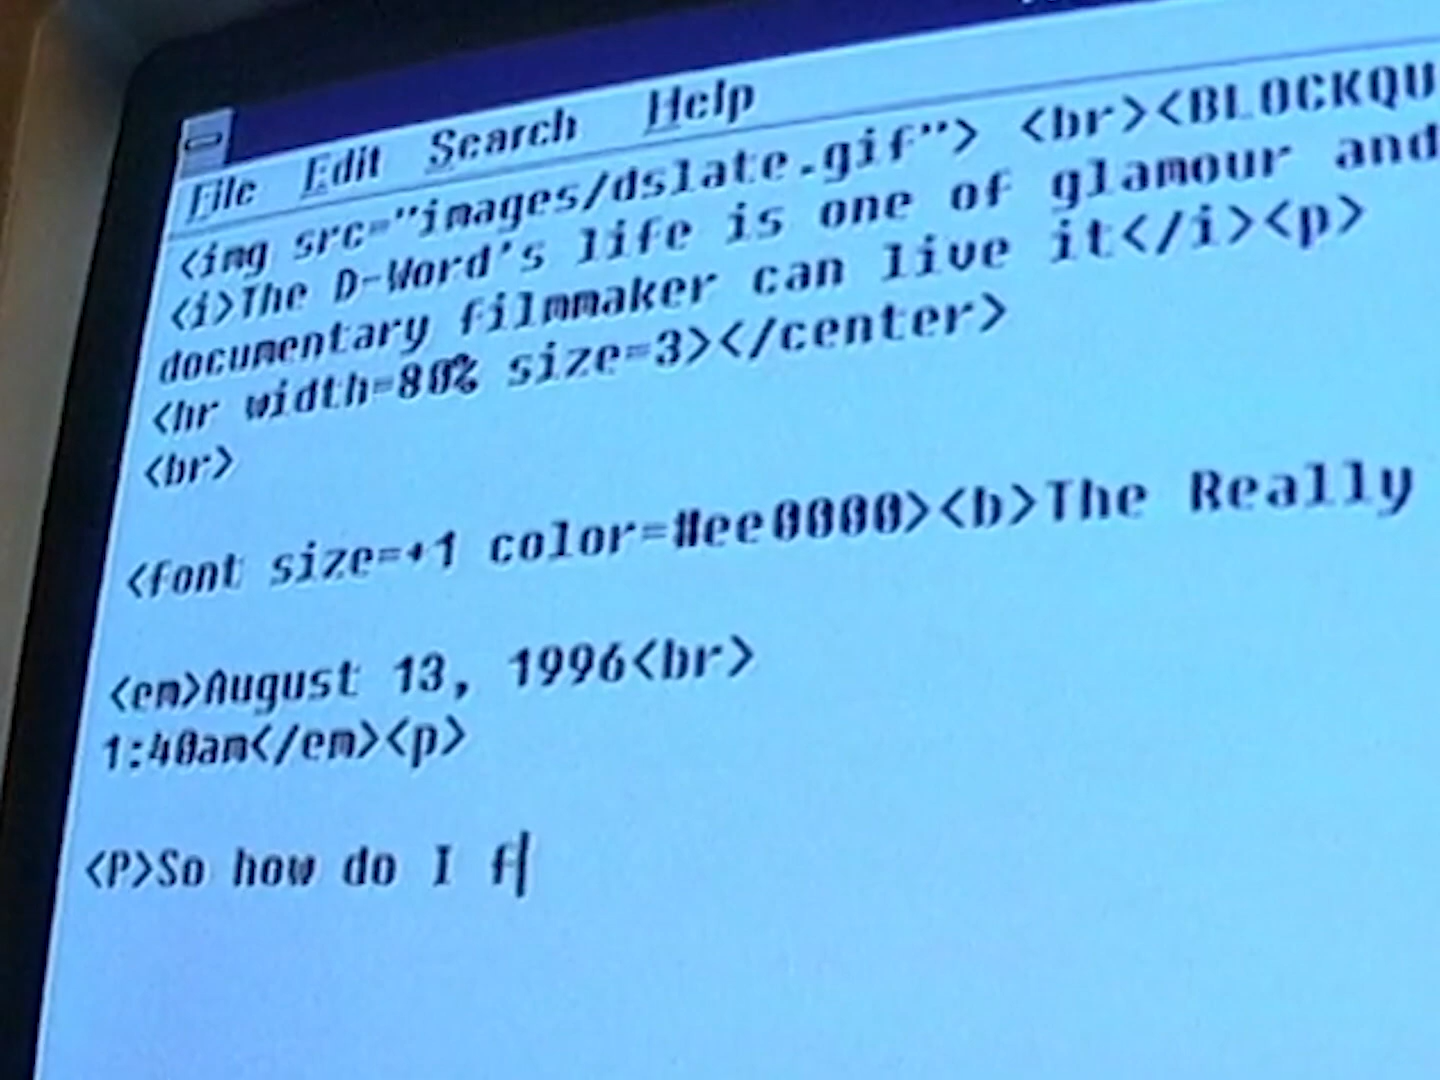 File Edit Search Help
<img src="images/dslate.gif"> <br><BLOCKQU
<i>The D-Word's life is one of glamour and
documentary filmmaker can live it</i><p>
<hr width=80% size=3></center>
<br>
<font size=+1 color=#ee0000><b>The Really
<em>August 13, 1996<br>
1:40am</em><p>
<P>So how do I f